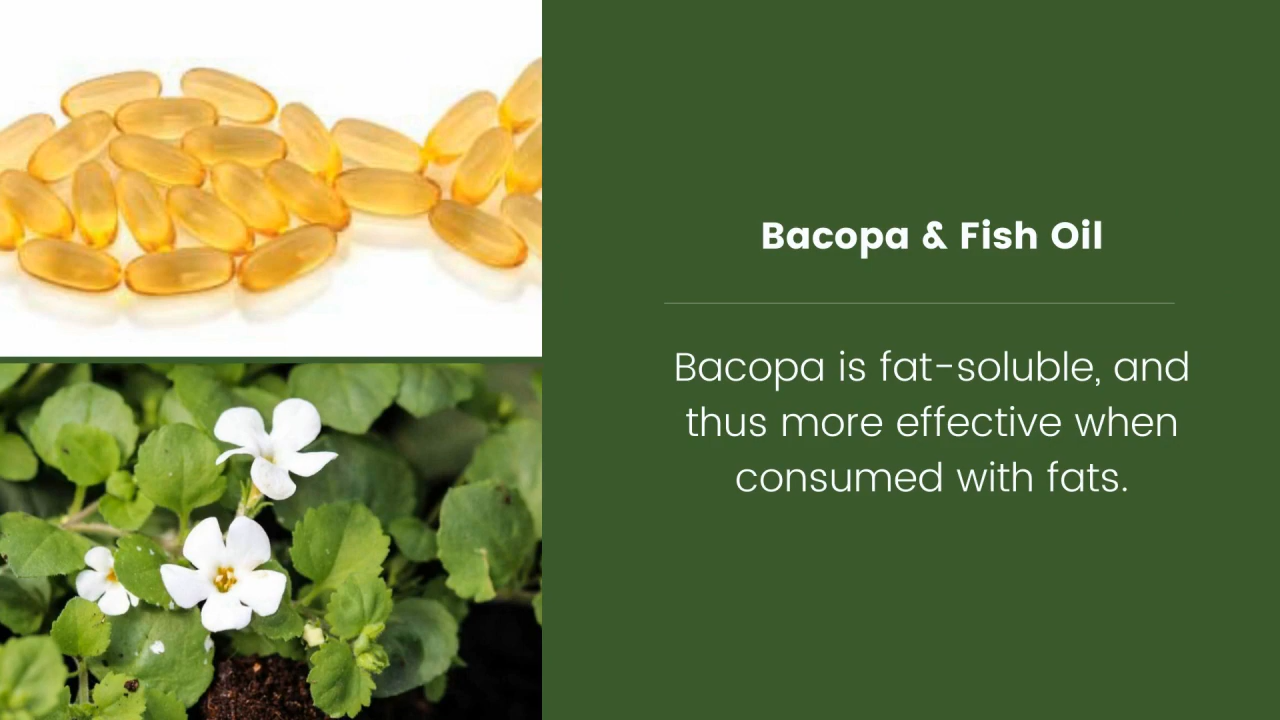 Bacopa & Fish Oil
Bacopa is fat-soluble, and
thus more effective when
consumed with fats.